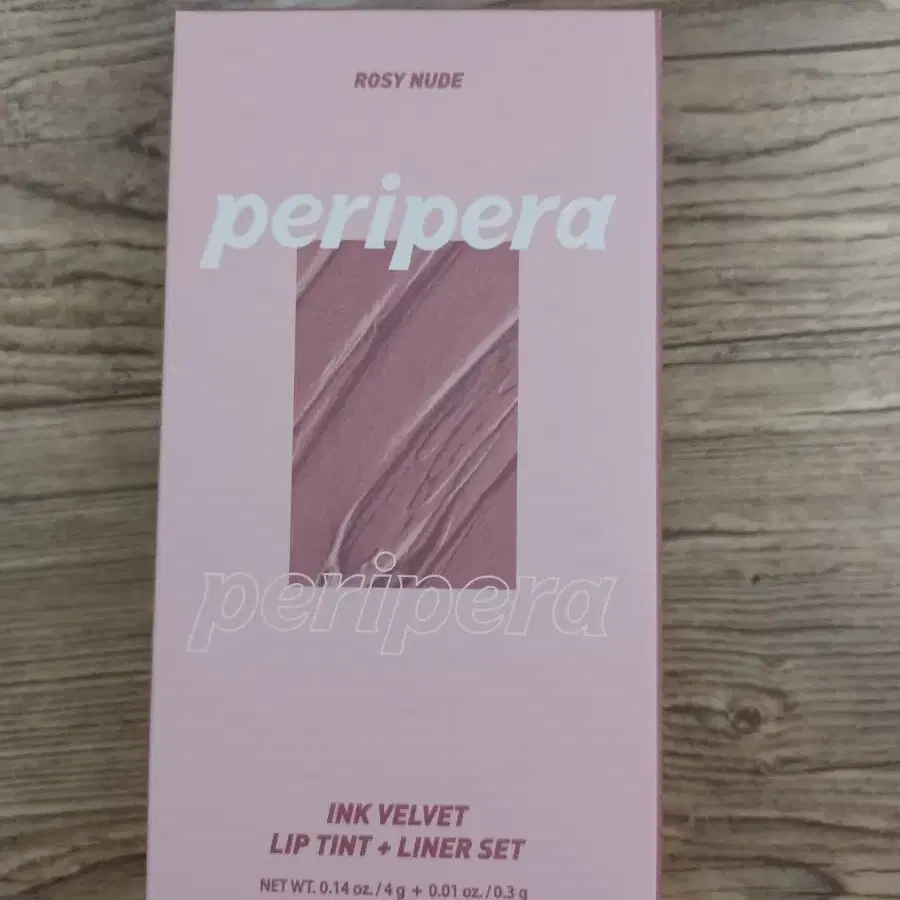 ROSY NUDE
peripera
peripera
INK VELVET
LIP TINT + LINER SET
NET WT. 0.14 oz. / 4 g + 0.01 oz. / 0.3 g